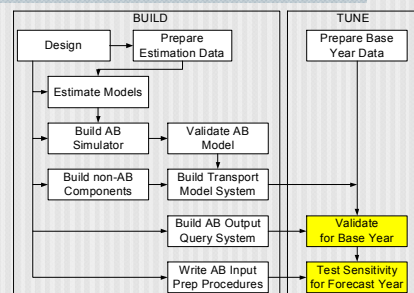 BUILD
TUNE
Design
Prepare
Estimation Data
Prepare Base
Year Data
Estimate Models
Build AB
Simulator
Validate AB
Model
Build non-AB
Components
Build Transport
Model System
Build AB Output
Query System
Validate
for Base Year
Write AB Input
Prep Procedures
Test Sensitivity
for Forecast Year